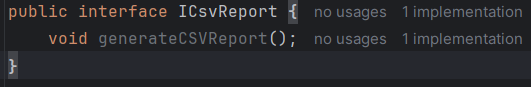 public interface ICsvReport { no usages 1 implementation
void generateCSVReport(); no usages 1 implementation
}